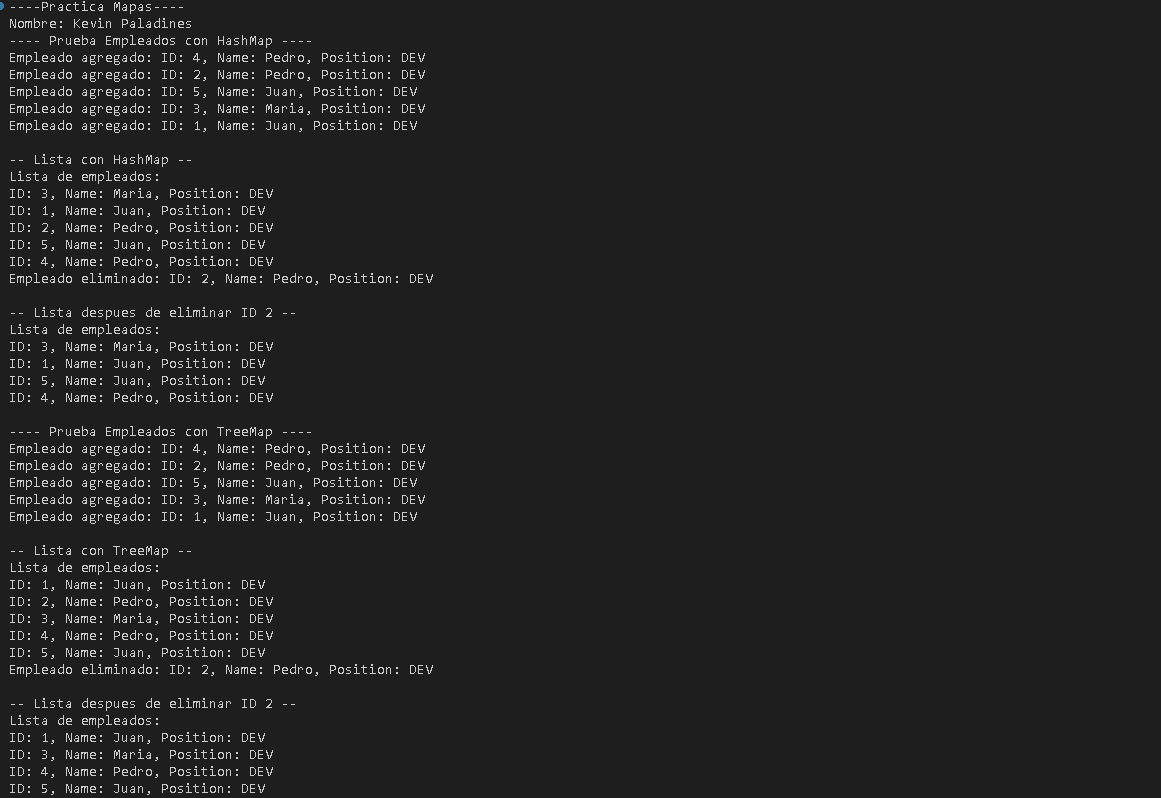 ----Practica Mapas----
Nombre: Kevin Paladines
---- Prueba Empleados con HashMap ----
Empleado agregado: ID: 4, Name: Pedro, Position: DEV
Empleado agregado: ID: 2, Name: Pedro, Position: DEV
Empleado agregado: ID: 5, Name: Juan, Position: DEV
Empleado agregado: ID: 3, Name: Maria, Position: DEV
Empleado agregado: ID: 1, Name: Juan, Position: DEV

-- Lista con HashMap --
Lista de empleados:
ID: 3, Name: Maria, Position: DEV
ID: 1, Name: Juan, Position: DEV
ID: 2, Name: Pedro, Position: DEV
ID: 5, Name: Juan, Position: DEV
ID: 4, Name: Pedro, Position: DEV
Empleado eliminado: ID: 2, Name: Pedro, Position: DEV

-- Lista despues de eliminar ID 2 --
Lista de empleados:
ID: 3, Name: Maria, Position: DEV
ID: 1, Name: Juan, Position: DEV
ID: 5, Name: Juan, Position: DEV
ID: 4, Name: Pedro, Position: DEV

---- Prueba Empleados con TreeMap ----
Empleado agregado: ID: 4, Name: Pedro, Position: DEV
Empleado agregado: ID: 2, Name: Pedro, Position: DEV
Empleado agregado: ID: 5, Name: Juan, Position: DEV
Empleado agregado: ID: 3, Name: Maria, Position: DEV
Empleado agregado: ID: 1, Name: Juan, Position: DEV

-- Lista con TreeMap --
Lista de empleados:
ID: 1, Name: Juan, Position: DEV
ID: 2, Name: Pedro, Position: DEV
ID: 3, Name: Maria, Position: DEV
ID: 4, Name: Pedro, Position: DEV
ID: 5, Name: Juan, Position: DEV
Empleado eliminado: ID: 2, Name: Pedro, Position: DEV

-- Lista despues de eliminar ID 2 --
Lista de empleados:
ID: 1, Name: Juan, Position: DEV
ID: 3, Name: Maria, Position: DEV
ID: 4, Name: Pedro, Position: DEV
ID: 5, Name: Juan, Position: DEV